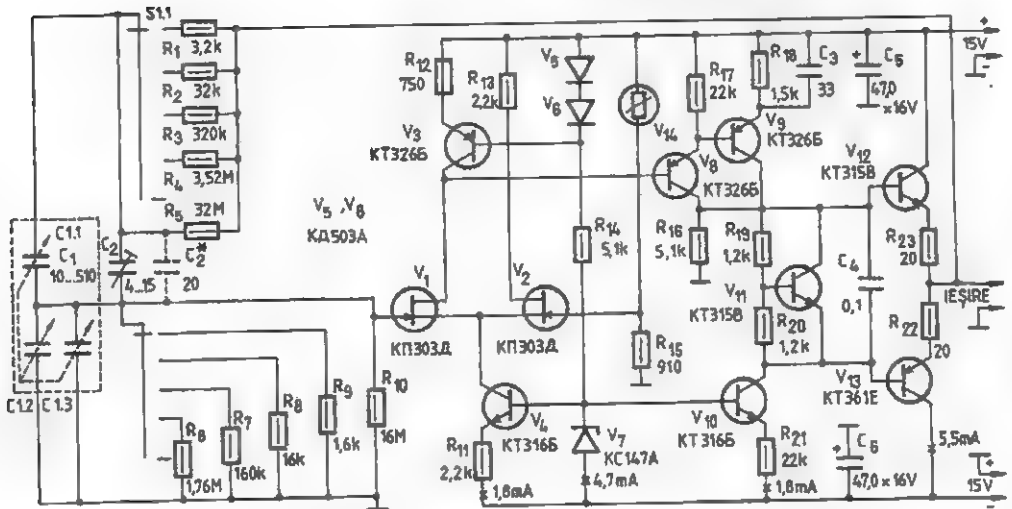 S1.1
R1
3,2k
R2
32k
R3
320k
R4
3,52M
R5
32M
C1.1
C1
10...510
C2
4...15
C2*
20
C1.2
C1.3
R6
1,76M
R7
160k
R8
16k
R9
1,6k
R10
16M
V5 ,V6
КД503А
R12
750
R13
2,2k
V3
КТ326Б
V5
V6
V14
R14
5,1k
V1
КП303Д
V2
КП303Д
R15
910
R11
2,2k
1,8mA
V4
КТ316Б
V7
КС147А
4,7mA
R17
22k
R18
1,5k
C3
33
+
C5
47,0
×16V
V9
КТ326Б
V8
КТ326Б
R16
5,1k
R19
1,2k
V11
КТ315В
R20
1,2k
C4
0,1
V10
КТ316Б
R21
22k
1,8mA
V12
КТ315В
R23
20
IEŞIRE
R22
20
V13
КТ361Е
5,5mA
+
C6
47,0×16V
+
15V
-
+
15V
-